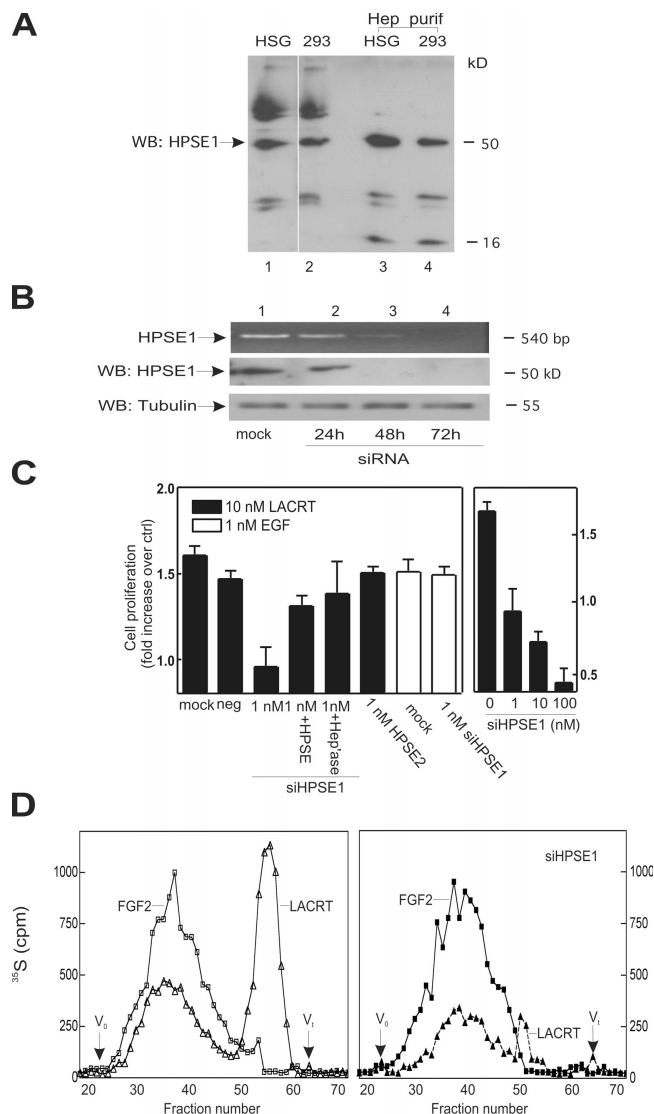 A
Hep purif
HSG 293 HSG 293 kD
WB: HPSE1
50
16
1 2 3 4
B
1 2 3 4
HPSE1 540 bp
WB: HPSE1 50 kD
WB: Tubulin 55
mock 24h 48h 72h
siRNA
C
2.0
1.5
1.0
Cell proliferation
(fold increase over ctrl)
10 nM LACRT
1 nM EGF
mock
neg
1 nM
1 nM
+HPSE
1nM
+Hep'ase
siHPSE1
1 nM HPSE2
mock
1 nM siHPSE1
1.5
1.0
0.5
0 1 10 100
siHPSE1 (nM)
D
1000
750
500
250
0
35S (cpm)
FGF2
LACRT
V0
Vt
20 30 40 50 60 70
Fraction number
siHPSE1
FGF2
LACRT
V0
Vt
1000
750
500
250
0
20 30 40 50 60 70
Fraction number